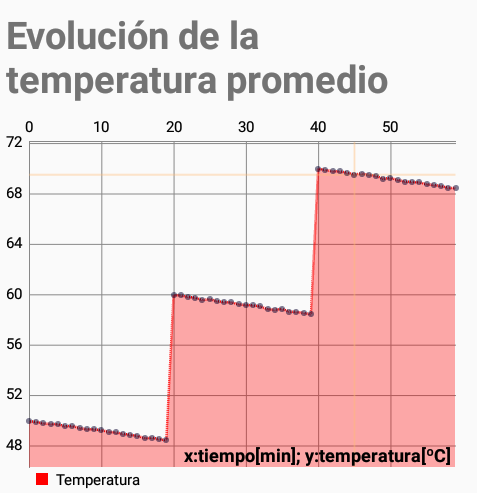 Evolución de la
temperatura promedio
0 10 20 30 40 50
72
68
64
60
56
52
48
x:tiempo[min]; y:temperatura[ºC]
Temperatura